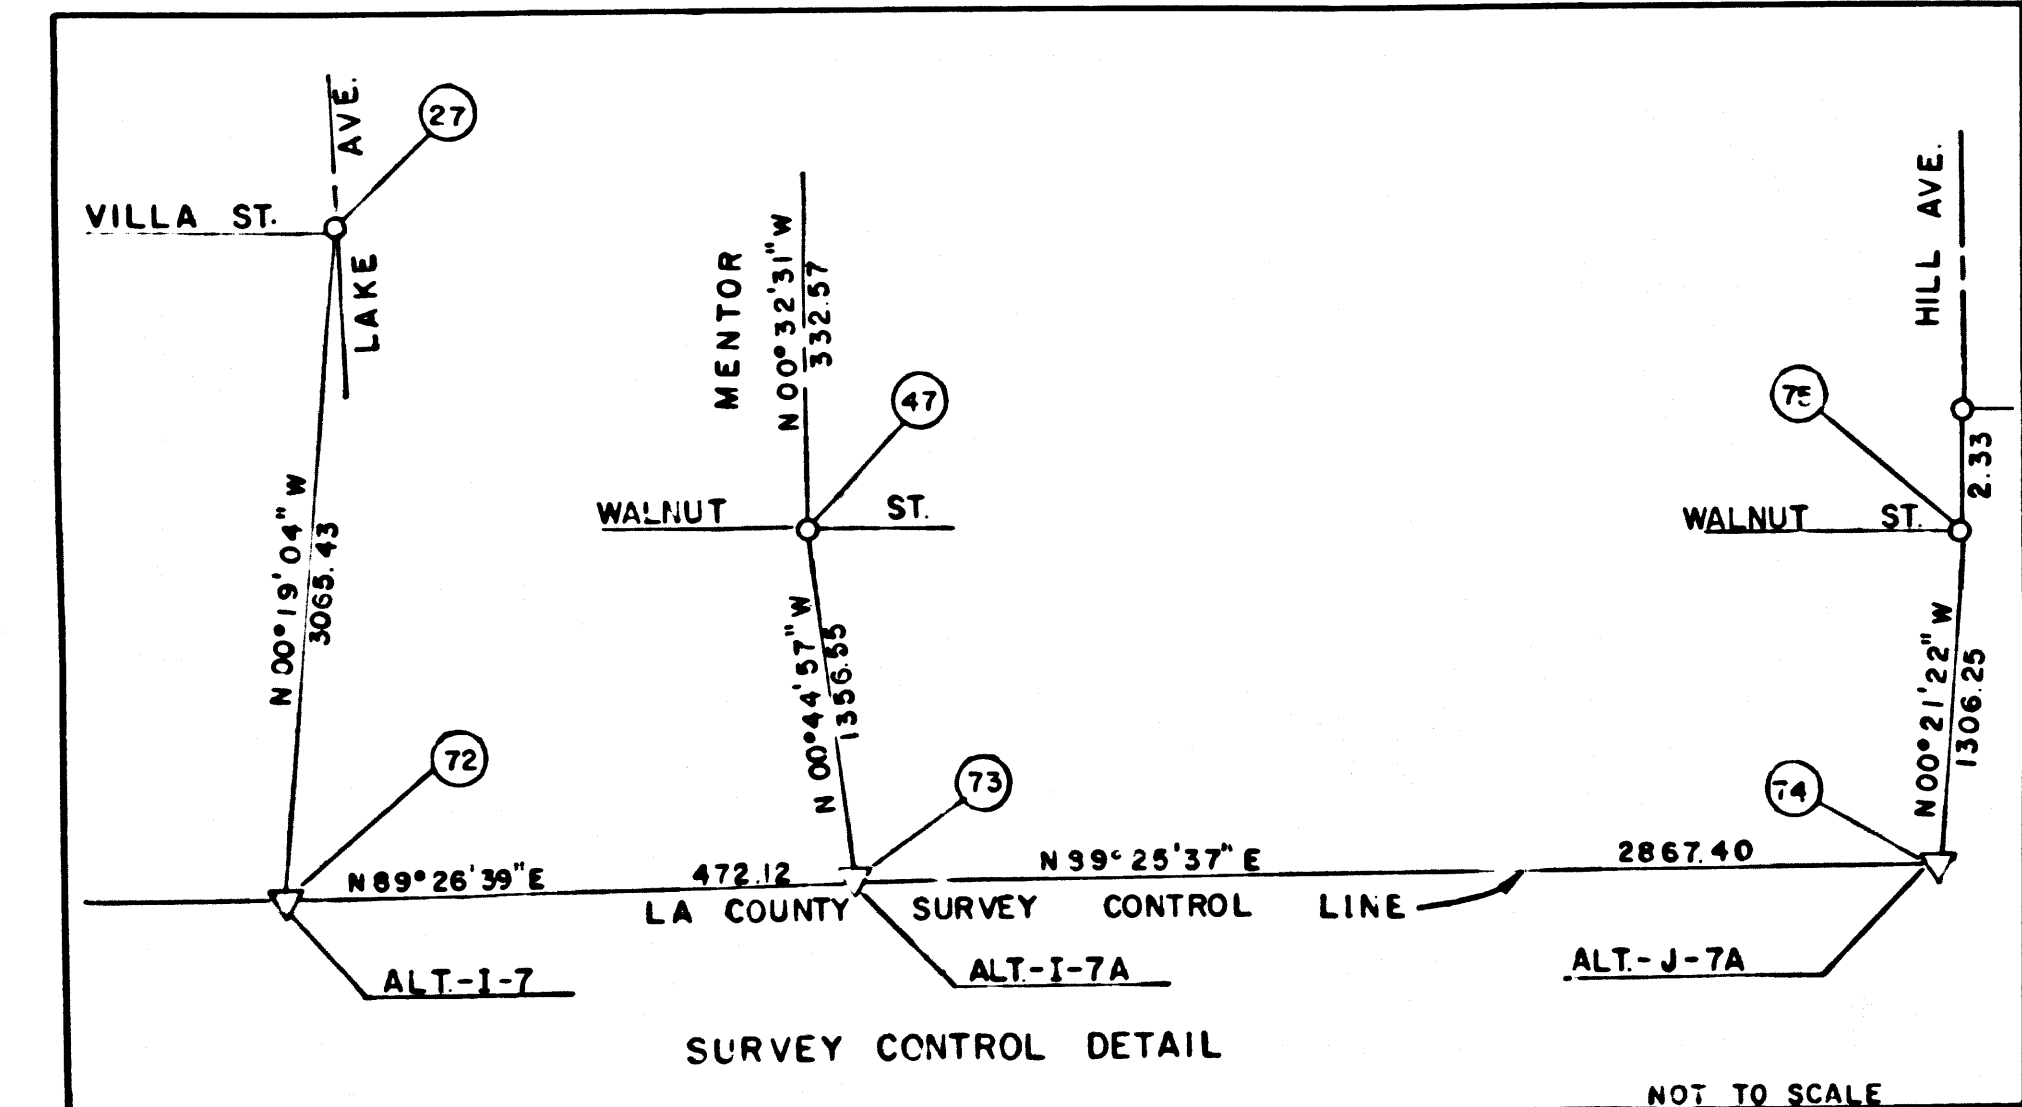 27
VILLA ST.
LAKE AVE.
N 00°19'04" W
3065.43
MENTOR
N 00°32'31" W
332.57
47
WALNUT ST.
N 00°44'57" W
1356.55
HILL AVE.
75
2.33
WALNUT ST.
N 00°21'22" W
1306.25
72
73
74
N 89°26'39" E
472.12
N 99°25'37" E
2867.40
LA COUNTY SURVEY CONTROL LINE
ALT.-I-7
ALT.-I-7A
ALT.-J-7A
SURVEY CONTROL DETAIL
NOT TO SCALE